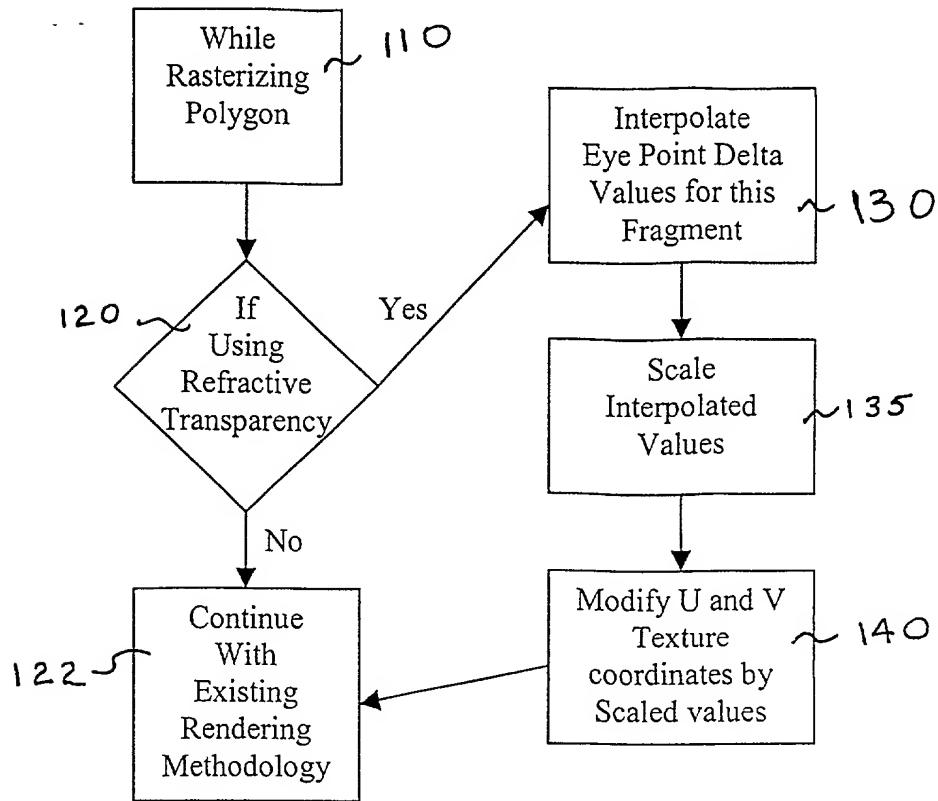 While
Rasterizing
Polygon
110
If
Using
Refractive
Transparency
120
Yes
No
Interpolate
Eye Point Delta
Values for this
Fragment
130
Scale
Interpolated
Values
135
Modify U and V
Texture
coordinates by
Scaled values
140
Continue
With
Existing
Rendering
Methodology
122